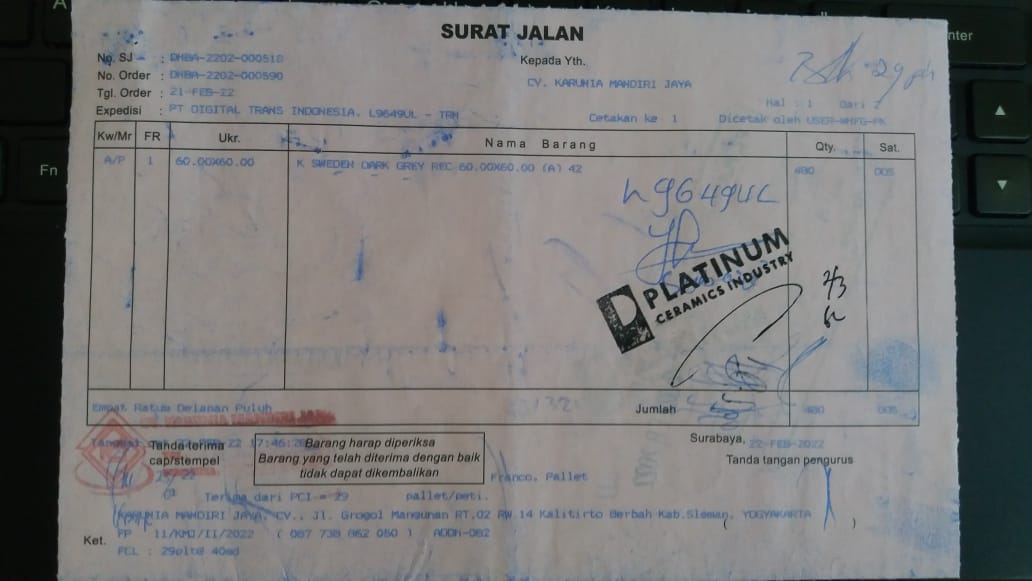 SURAT JALAN
No. SJ : DHBA-2202-000510
No. Order : DHBA-2202-000590
Tgl. Order : 21-FEB-22
Expedisi : PT DIGITAL TRANS INDONESIA, L9649UL - TRM
Kepada Yth.
CV. KARUNIA MANDIRI JAYA
29 plt
Hal : 1 Dari
Cetakan ke 1 Dicetak oleh USER-WHFG-PK
Kw/Mr FR Ukr. Nama Barang Qty. Sat.
A/P 1 60.00X60.00 K SWEDEN DARK GREY REC 60.00X60.00 (A) 42 480 DOS
L9649UL
PLATINUM
CERAMICS INDUSTRY
2/3
Empat Ratus Delapan Puluh Jumlah 480 DOS
Tanda terima
cap/stempel
Barang harap diperiksa
Barang yang telah diterima dengan baik
tidak dapat dikembalikan
Surabaya, 22-FEB-2022
Tanda tangan pengurus
Franco, Pallet
Terima dari PCI = 29 pallet/peti.
KARUNIA MANDIRI JAYA, CV., Jl. Grogol Mangunan RT.02 RW.14 Kalitirto Berbah Kab.Sleman, YOGYAKARTA
( )
Ket. PP 11/KMJ/II/2022 ( 087 738 862 050 ) ADDH-082
FCL : 29plt@ 40md